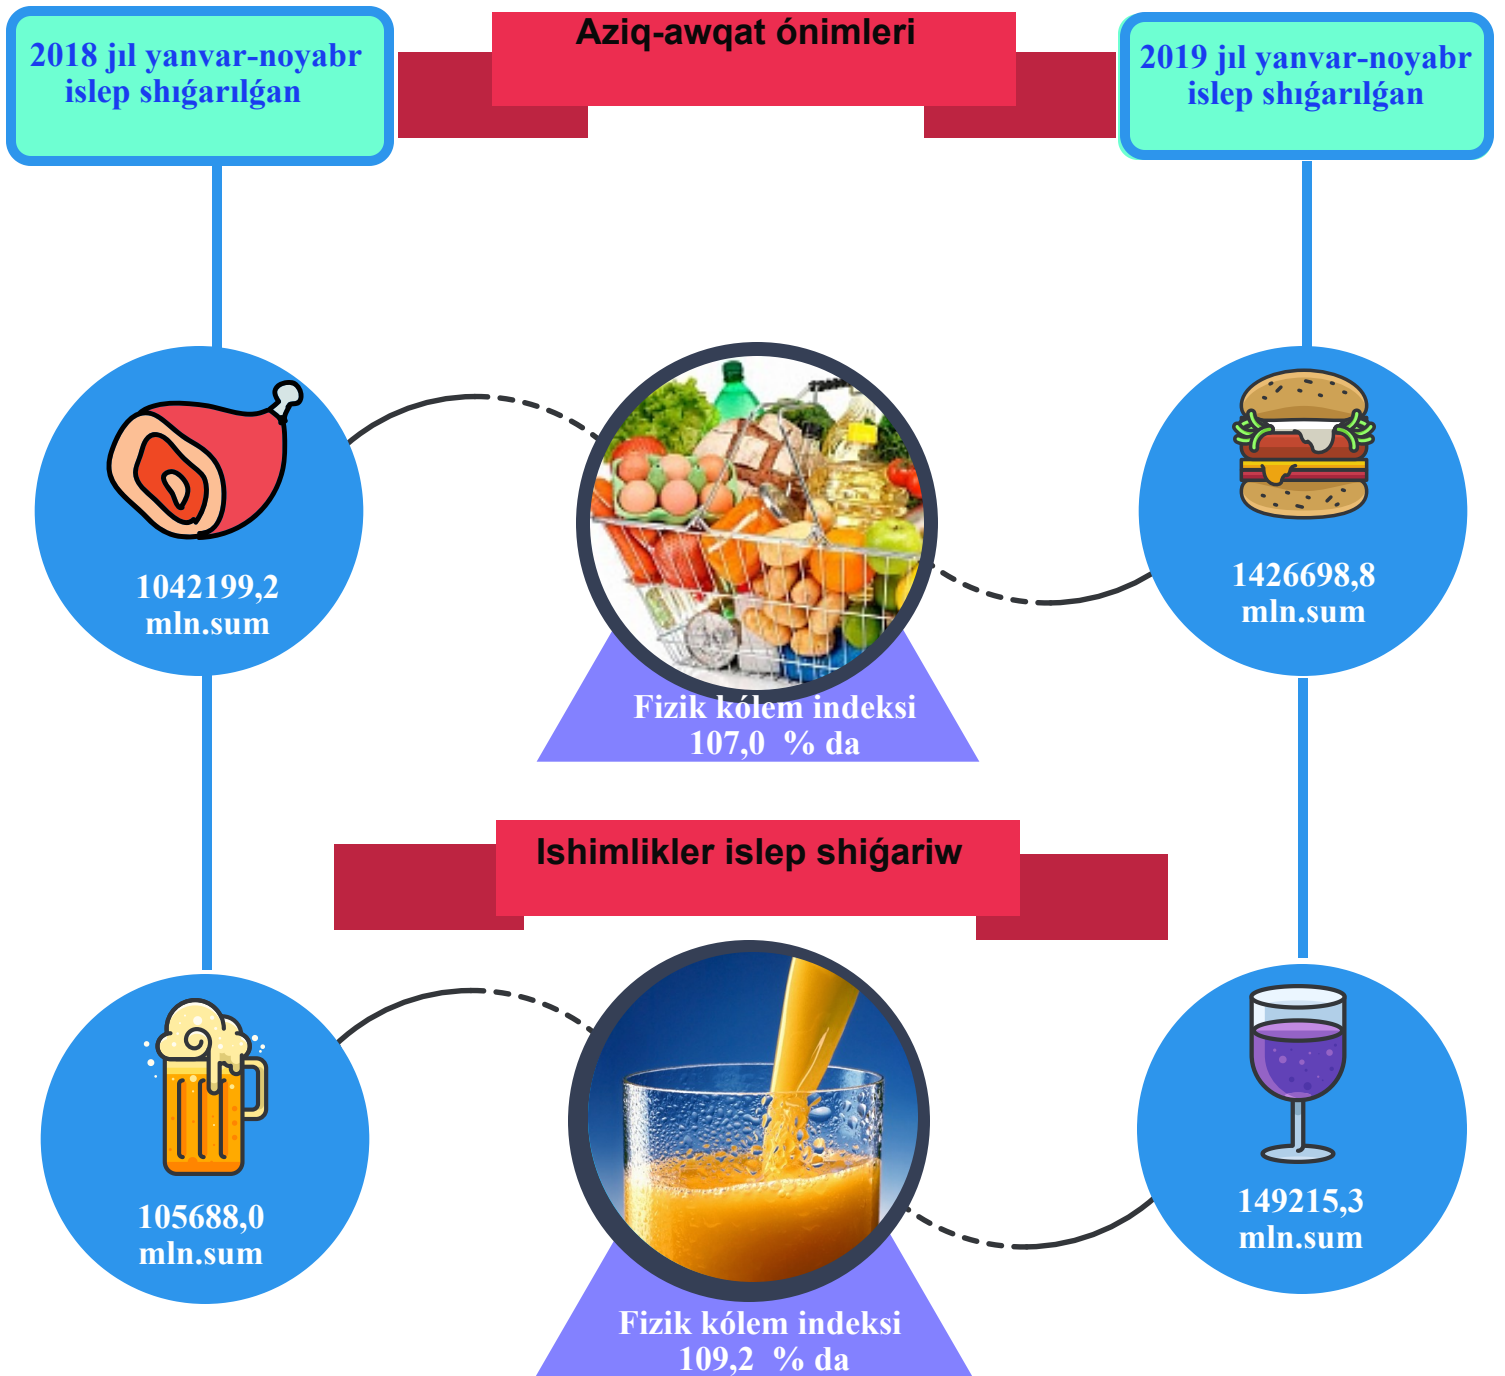 Aziq-awqat ónimleri
2018 jıl yanvar-noyabr
islep shıǵarılǵan
2019 jıl yanvar-noyabr
islep shıǵarılǵan
1042199,2
mln.sum
1426698,8
mln.sum
Fizik kólem indeksi
107,0 % da
Ishimlikler islep shiǵariw
105688,0
mln.sum
149215,3
mln.sum
Fizik kólem indeksi
109,2 % da